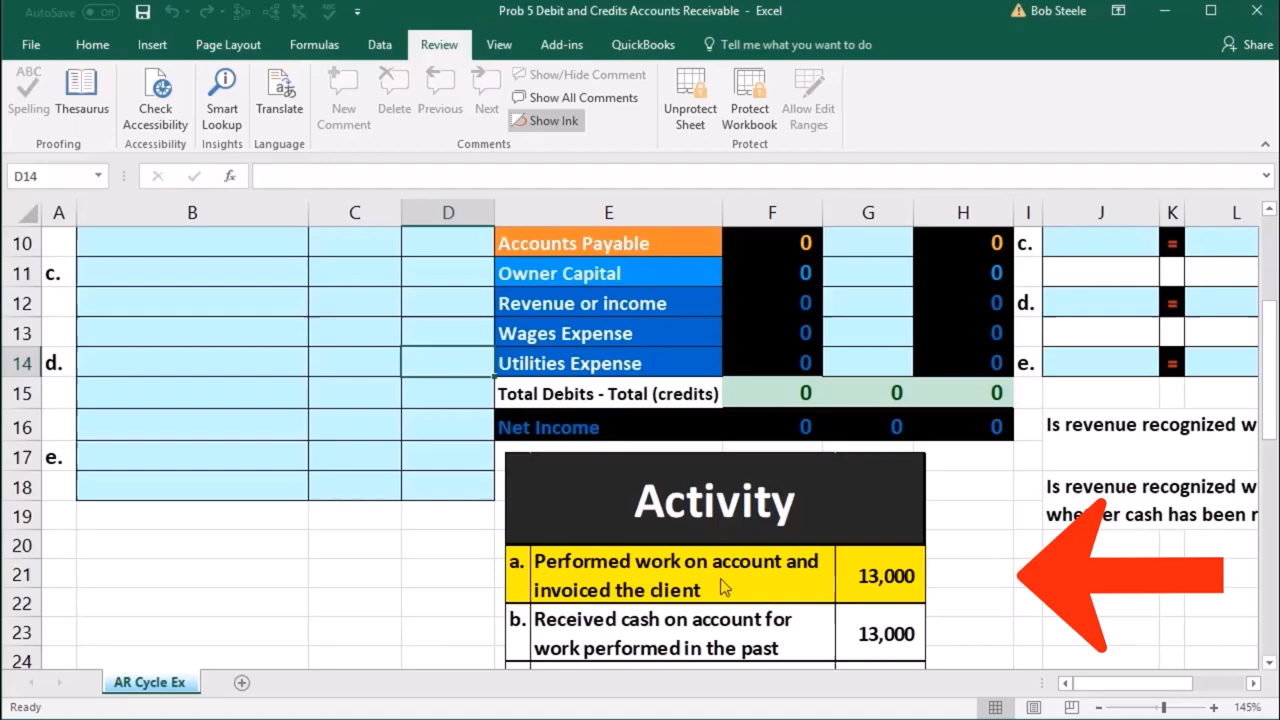 AutoSave Off
Prob 5 Debit and Credits Accounts Receivable - Excel
Bob Steele
File Home Insert Page Layout Formulas Data Review View Add-ins QuickBooks Tell me what you want to do Share
ABC
Spelling Thesaurus
Check
Accessibility
Smart
Lookup
Translate
New
Comment
Delete Previous Next
Show/Hide Comment
Show All Comments
Show Ink
Unprotect
Sheet
Protect
Workbook
Allow Edit
Ranges
Proofing Accessibility Insights Language Comments Protect
D14 fx
A B C D E F G H I J K L
10 Accounts Payable 0 0 c. =
11 c. Owner Capital 0 0
12 Revenue or income 0 0 d. =
13 Wages Expense 0 0
14 d. Utilities Expense 0 0 e. =
15 Total Debits - Total (credits) 0 0 0
16 Net Income 0 0 0 Is revenue recognized w
17 e.
18 Is revenue recognized w
19 Activity whether cash has been r
20
21 a. Performed work on account and
invoiced the client 13,000
22
23 b. Received cash on account for
work performed in the past 13,000
24
AR Cycle Ex
Ready 145%